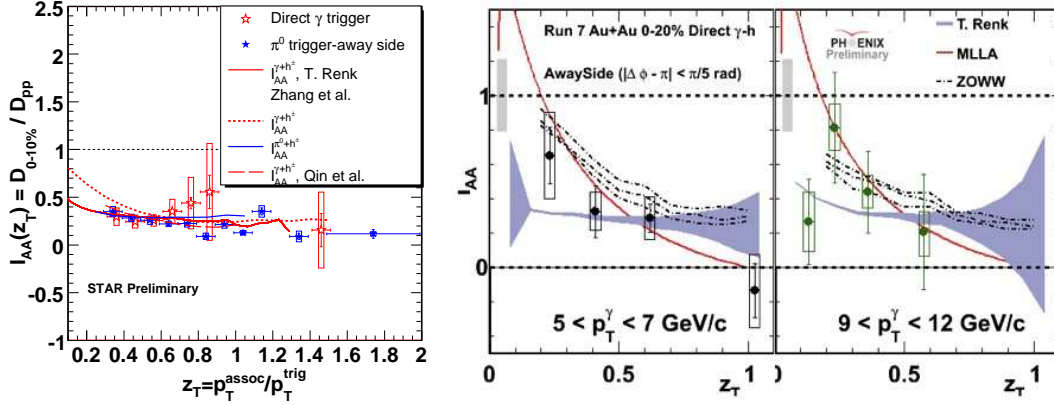 I_AA(z_T) = D_0-10% / D_pp
2.5
2
1.5
1
0.5
0
-0.5
-1
Direct γ trigger
π⁰ trigger-away side
I_AA^γ+h±, T. Renk
Zhang et al.
I_AA^γ+h±
I_AA^π⁰+h±
I_AA^γ+h± Qin et al.
STAR Preliminary
0.2 0.4 0.6 0.8 1 1.2 1.4 1.6 1.8 2
z_T=p_T^assoc/p_T^trig
I_AA
1
0
Run 7 Au+Au 0-20% Direct γ-h
AwaySide (|Δ ϕ - π| < π/5 rad)
5 < p_T^γ < 7 GeV/c
0 0.5 1 z_T
PHENIX
Preliminary
T. Renk
MLLA
ZOWW
9 < p_T^γ < 12 GeV/c
0 0.5 1 z_T